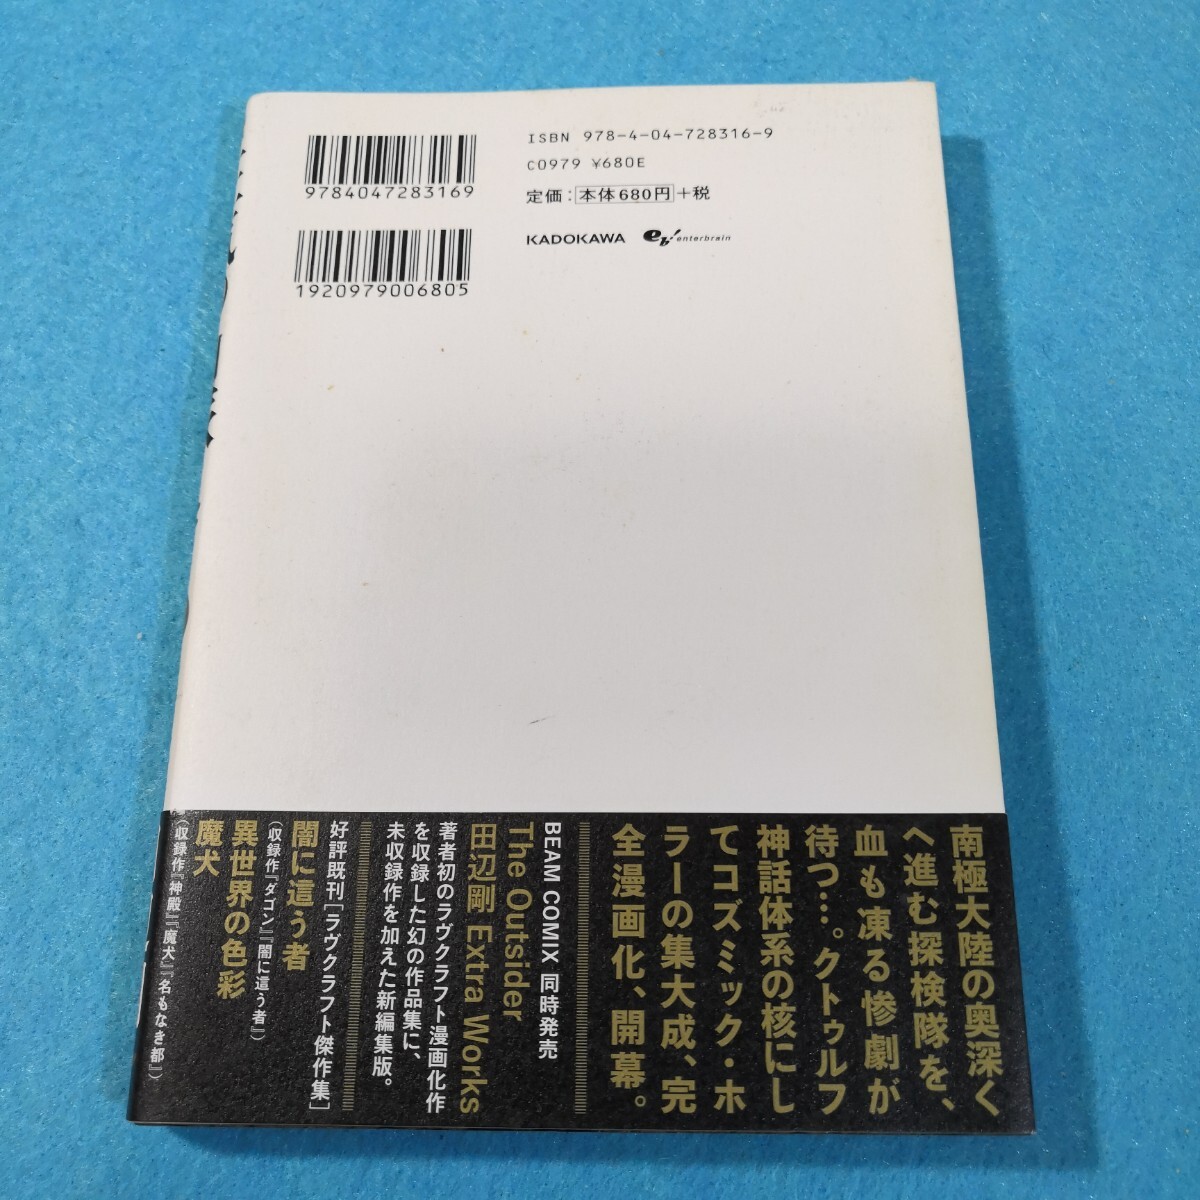 ISBN 978-4-04-728316-9
C0979 ¥680E
定価：本体680円＋税
KADOKAWA eb! enterbrain
9784047283169
1920979006805
南極大陸の奥深く
へ進む探検隊を、
血も凍る惨劇が
待つ…。クトゥルフ
神話体系の核にし
てコズミック・ホ
ラーの集大成、完
全漫画化、開幕。
BEAM COMIX 同時発売
The Outsider
田辺剛 Extra Works
著者初のラヴクラフト漫画化作
を収録した幻の作品集に、
未収録作を加えた新編集版。
好評既刊［ラヴクラフト傑作集］
闇に這う者
（収録作『ダゴン』『闇に這う者』）
異世界の色彩
魔犬
（収録作『神殿』『魔犬』『名もなき都』）